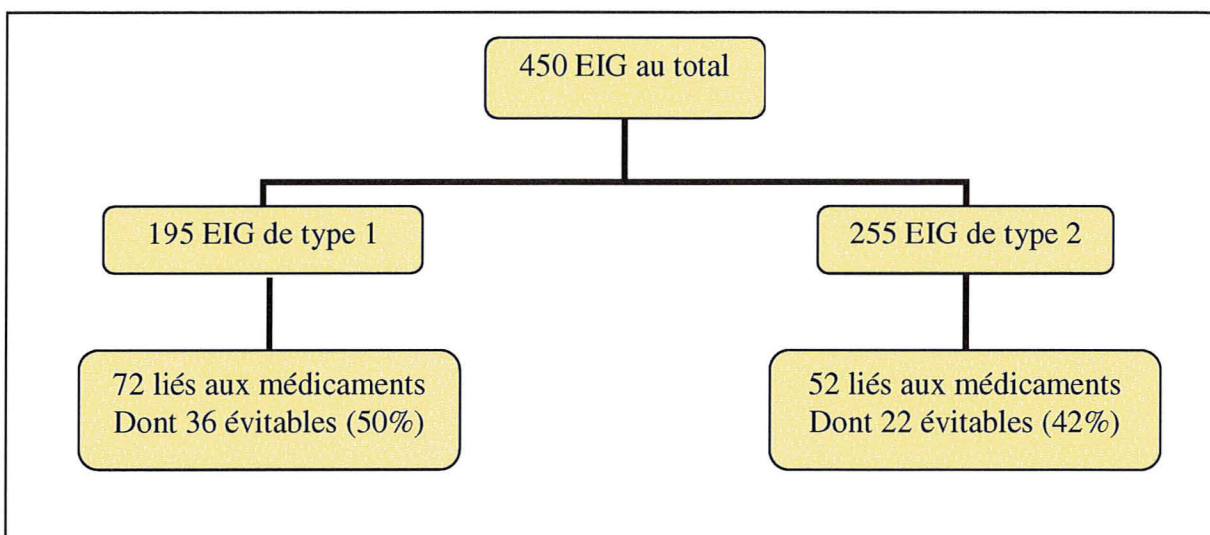 450 EIG au total
195 EIG de type 1
255 EIG de type 2
72 liés aux médicaments
Dont 36 évitables (50%)
52 liés aux médicaments
Dont 22 évitables (42%)